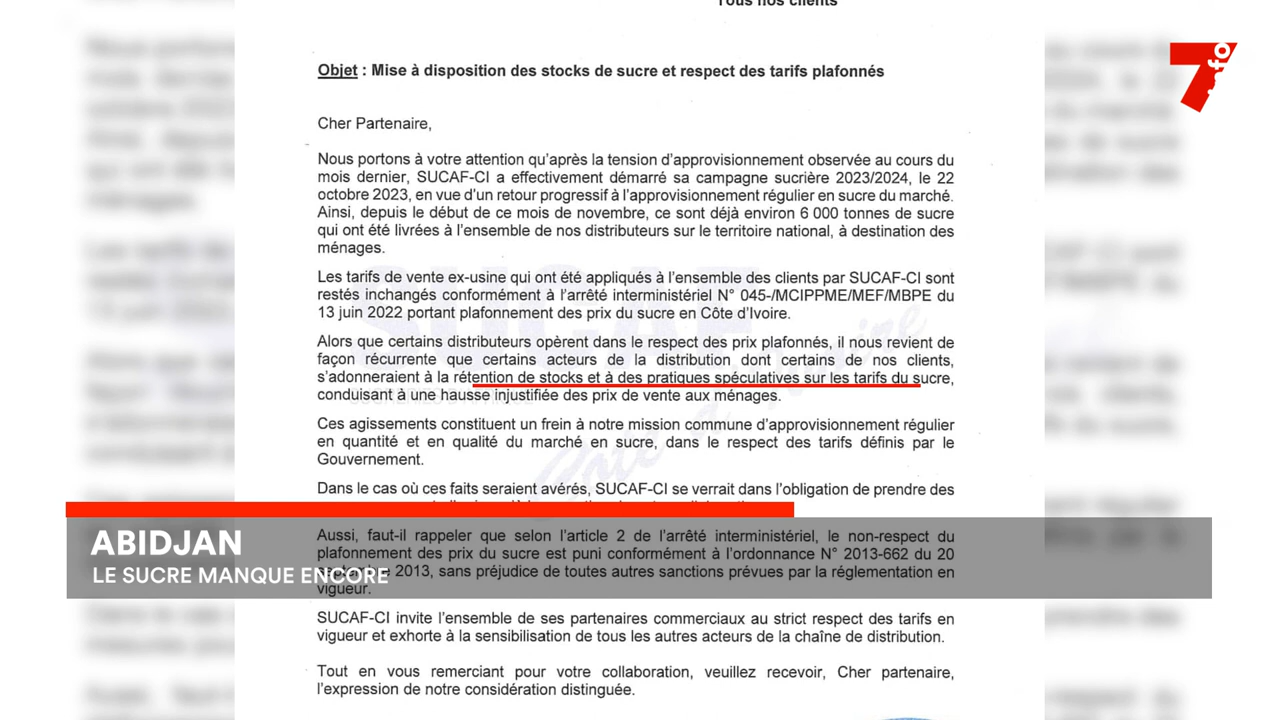 Tous nos clients
Objet : Mise à disposition des stocks de sucre et respect des tarifs plafonnés
Cher Partenaire,
Nous portons à votre attention qu'après la tension d'approvisionnement observée au cours du
mois dernier, SUCAF-CI a effectivement démarré sa campagne sucrière 2023/2024, le 22
octobre 2023, en vue d'un retour progressif à l'approvisionnement régulier en sucre du marché.
Ainsi, depuis le début de ce mois de novembre, ce sont déjà environ 6 000 tonnes de sucre
qui ont été livrées à l'ensemble de nos distributeurs sur le territoire national, à destination des
ménages.
Les tarifs de vente ex-usine qui ont été appliqués à l'ensemble des clients par SUCAF-CI sont
restés inchangés conformément à l'arrêté interministériel N° 045-/MCIPPME/MEF/MBPE du
13 juin 2022 portant plafonnement des prix du sucre en Côte d'Ivoire.
Alors que certains distributeurs opèrent dans le respect des prix plafonnés, il nous revient de
façon récurrente que certains acteurs de la distribution dont certains de nos clients,
s'adonneraient à la rétention de stocks et à des pratiques spéculatives sur les tarifs du sucre,
conduisant à une hausse injustifiée des prix de vente aux ménages.
Ces agissements constituent un frein à notre mission commune d'approvisionnement régulier
en quantité et en qualité du marché en sucre, dans le respect des tarifs définis par le
Gouvernement.
Dans le cas où ces faits seraient avérés, SUCAF-CI se verrait dans l'obligation de prendre des
Aussi, faut-il rappeler que selon l'article 2 de l'arrêté interministériel, le non-respect du
plafonnement des prix du sucre est puni conformément à l'ordonnance N° 2013-662 du 20
septembre 2013, sans préjudice de toutes autres sanctions prévues par la réglementation en
vigueur.
SUCAF-CI invite l'ensemble de ses partenaires commerciaux au strict respect des tarifs en
vigueur et exhorte à la sensibilisation de tous les autres acteurs de la chaîne de distribution.
Tout en vous remerciant pour votre collaboration, veuillez recevoir, Cher partenaire,
l'expression de notre considération distinguée.
ABIDJAN
LE SUCRE MANQUE ENCORE
7info